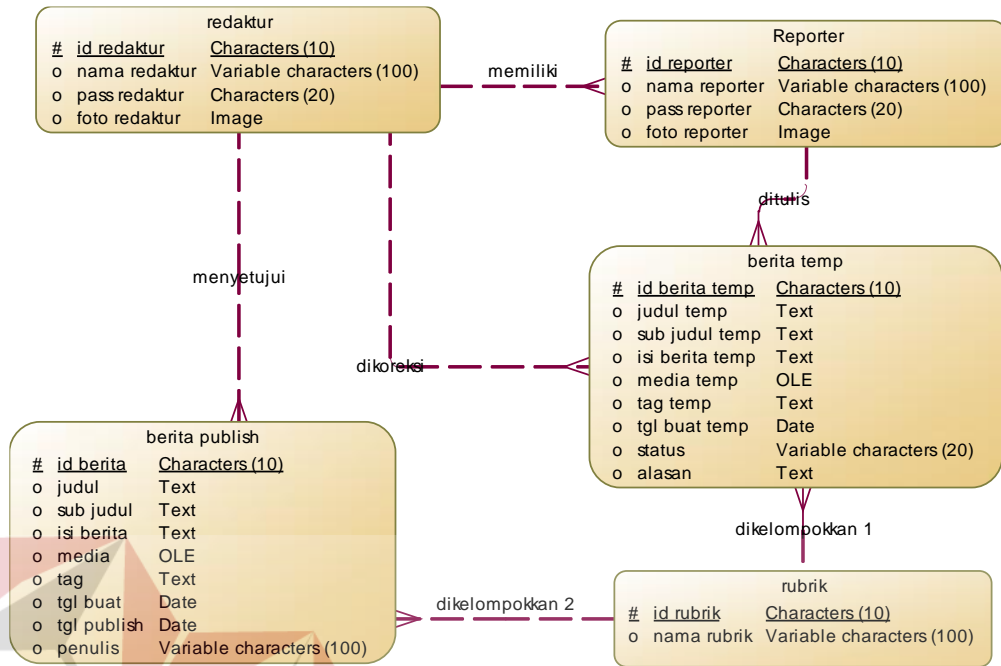 redaktur
# id redaktur Characters (10)
o nama redaktur Variable characters (100)
o pass redaktur Characters (20)
o foto redaktur Image
memiliki
Reporter
# id reporter Characters (10)
o nama reporter Variable characters (100)
o pass reporter Characters (20)
o foto reporter Image
ditulis
menyetujui
dikoreksi
berita temp
# id berita temp Characters (10)
o judul temp Text
o sub judul temp Text
o isi berita temp Text
o media temp OLE
o tag temp Text
o tgl buat temp Date
o status Variable characters (20)
o alasan Text
berita publish
# id berita Characters (10)
o judul Text
o sub judul Text
o isi berita Text
o media OLE
o tag Text
o tgl buat Date
o tgl publish Date
o penulis Variable characters (100)
dikelompokkan 1
dikelompokkan 2
rubrik
# id rubrik Characters (10)
o nama rubrik Variable characters (100)